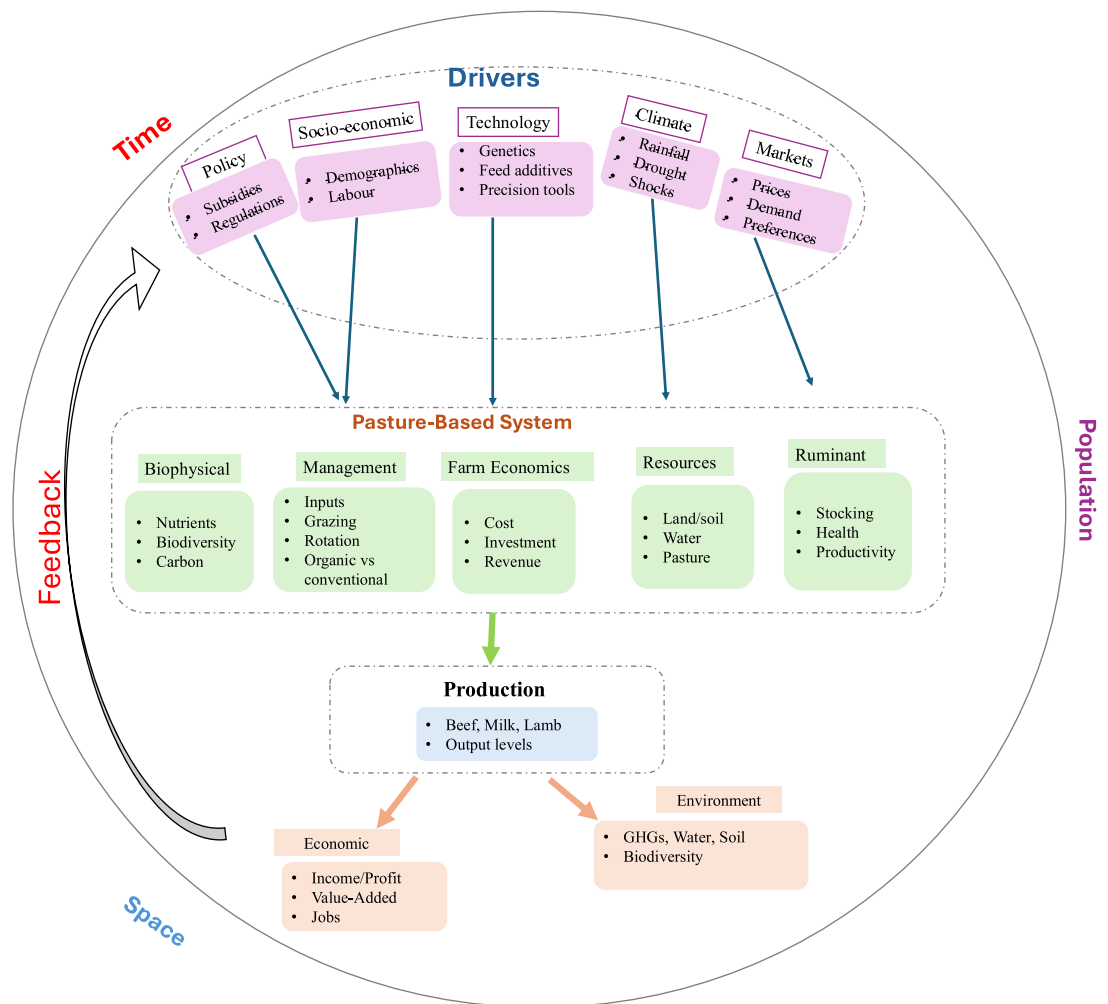 Drivers
Time
Policy
• Subsidies
• Regulations
Socio-economic
• Demographics
• Labour
Technology
• Genetics
• Feed additives
• Precision tools
Climate
• Rainfall
• Drought
• Shocks
Markets
• Prices
• Demand
• Preferences
Feedback
Population
Pasture-Based System
Biophysical
• Nutrients
• Biodiversity
• Carbon
Management
• Inputs
• Grazing
• Rotation
• Organic vs
conventional
Farm Economics
• Cost
• Investment
• Revenue
Resources
• Land/soil
• Water
• Pasture
Ruminant
• Stocking
• Health
• Productivity
Production
• Beef, Milk, Lamb
• Output levels
Economic
• Income/Profit
• Value-Added
• Jobs
Environment
• GHGs, Water, Soil
• Biodiversity
Space